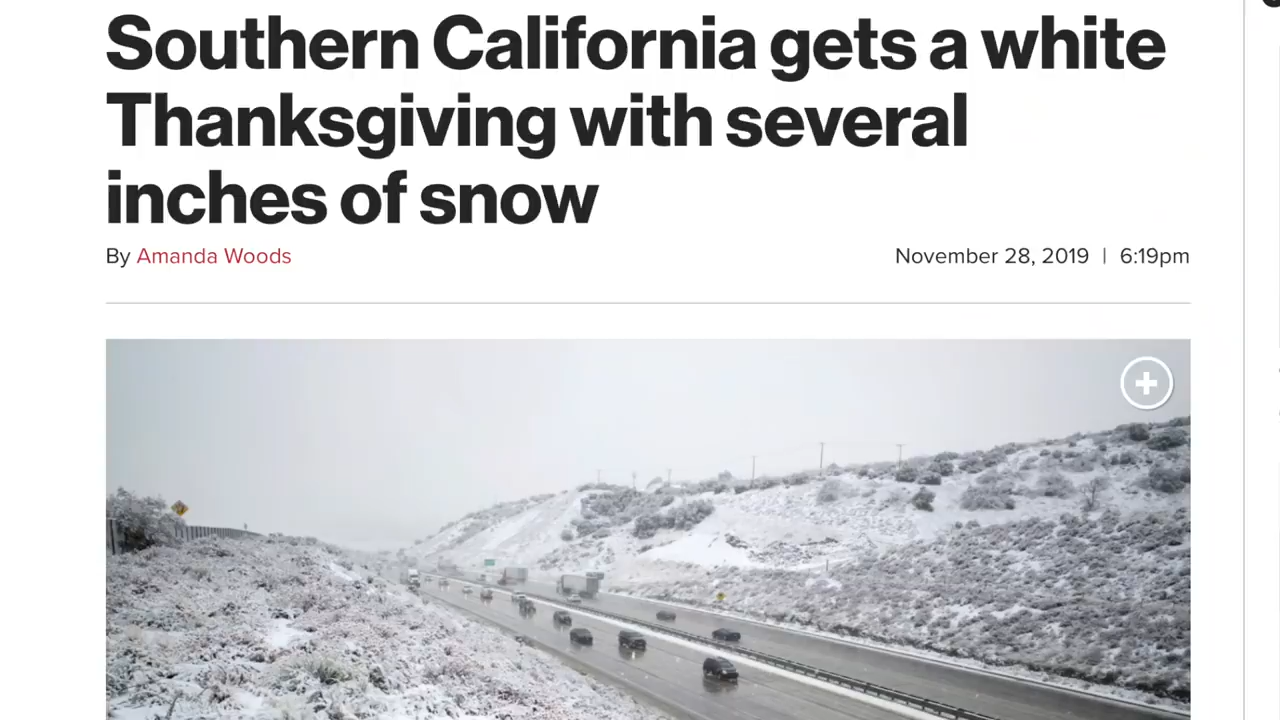 Southern California gets a white
Thanksgiving with several
inches of snow
By Amanda Woods
November 28, 2019 | 6:19pm